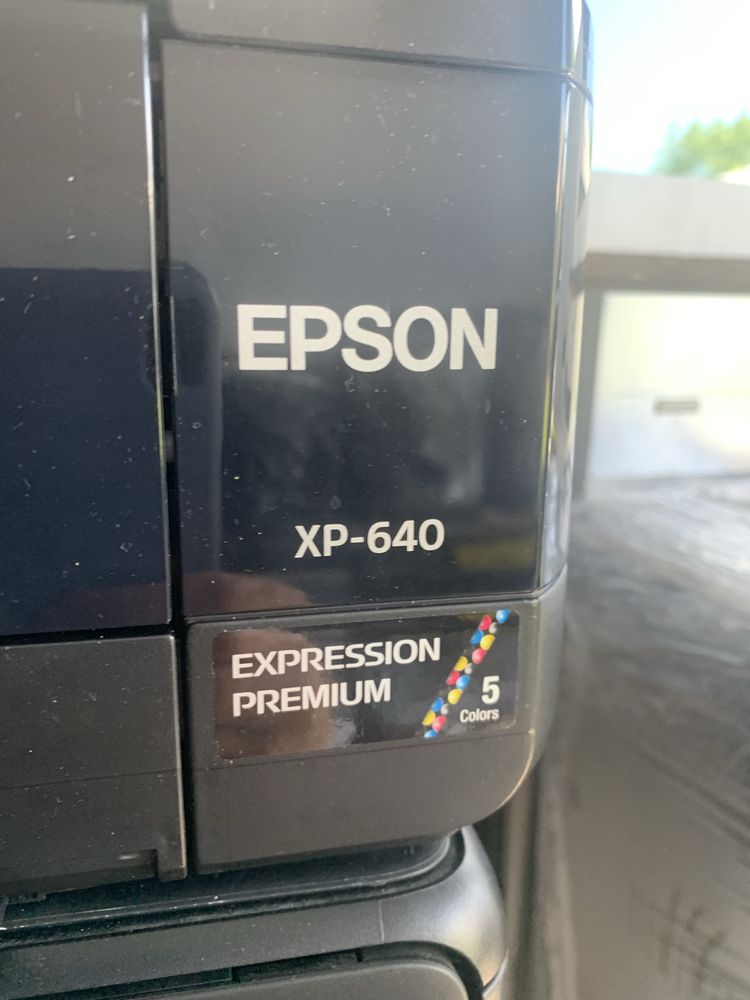 EPSON
XP-640
EXPRESSION
PREMIUM
5
Colors